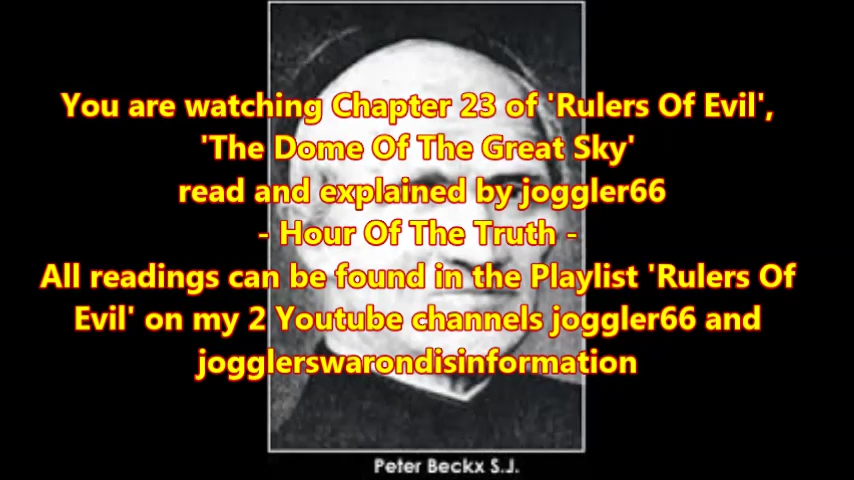 You are watching Chapter 23 of 'Rulers Of Evil',
'The Dome Of The Great Sky'
read and explained by joggler66
- Hour Of The Truth -
All readings can be found in the Playlist 'Rulers Of
Evil' on my 2 Youtube channels joggler66 and
jogglerswarondisinformation
Peter Beckx S.J.